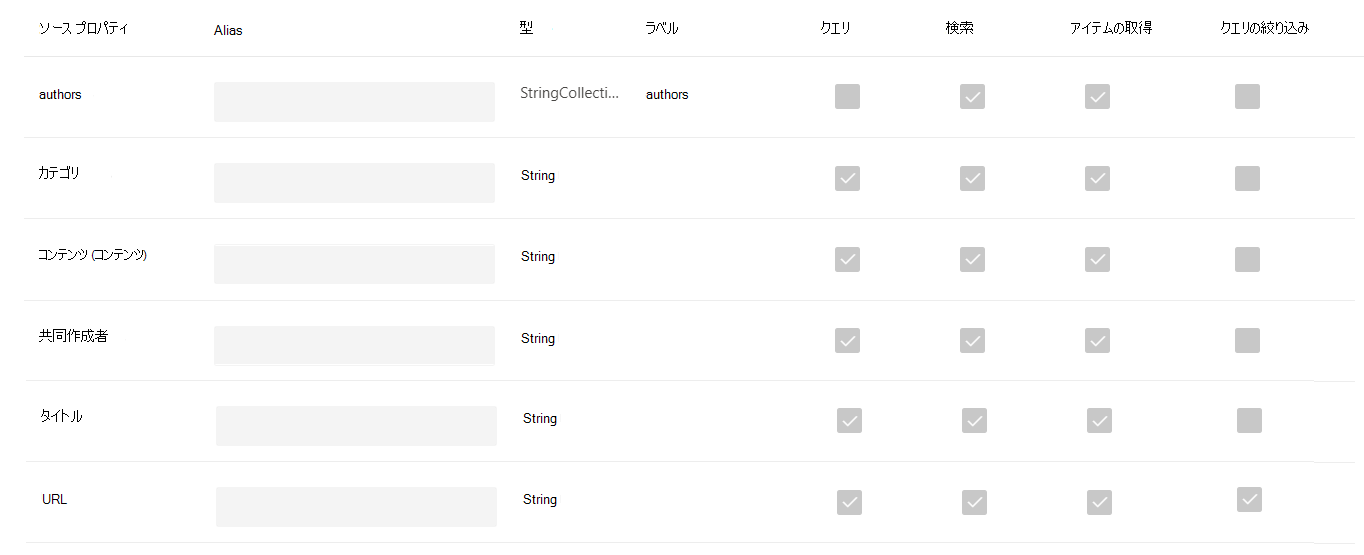 ソース プロパティ Alias 型 ラベル クエリ 検索 アイテムの取得 クエリの絞り込み
authors StringCollecti... authors
カテゴリ String
コンテンツ (コンテンツ) String
共同作成者 String
タイトル String
URL String